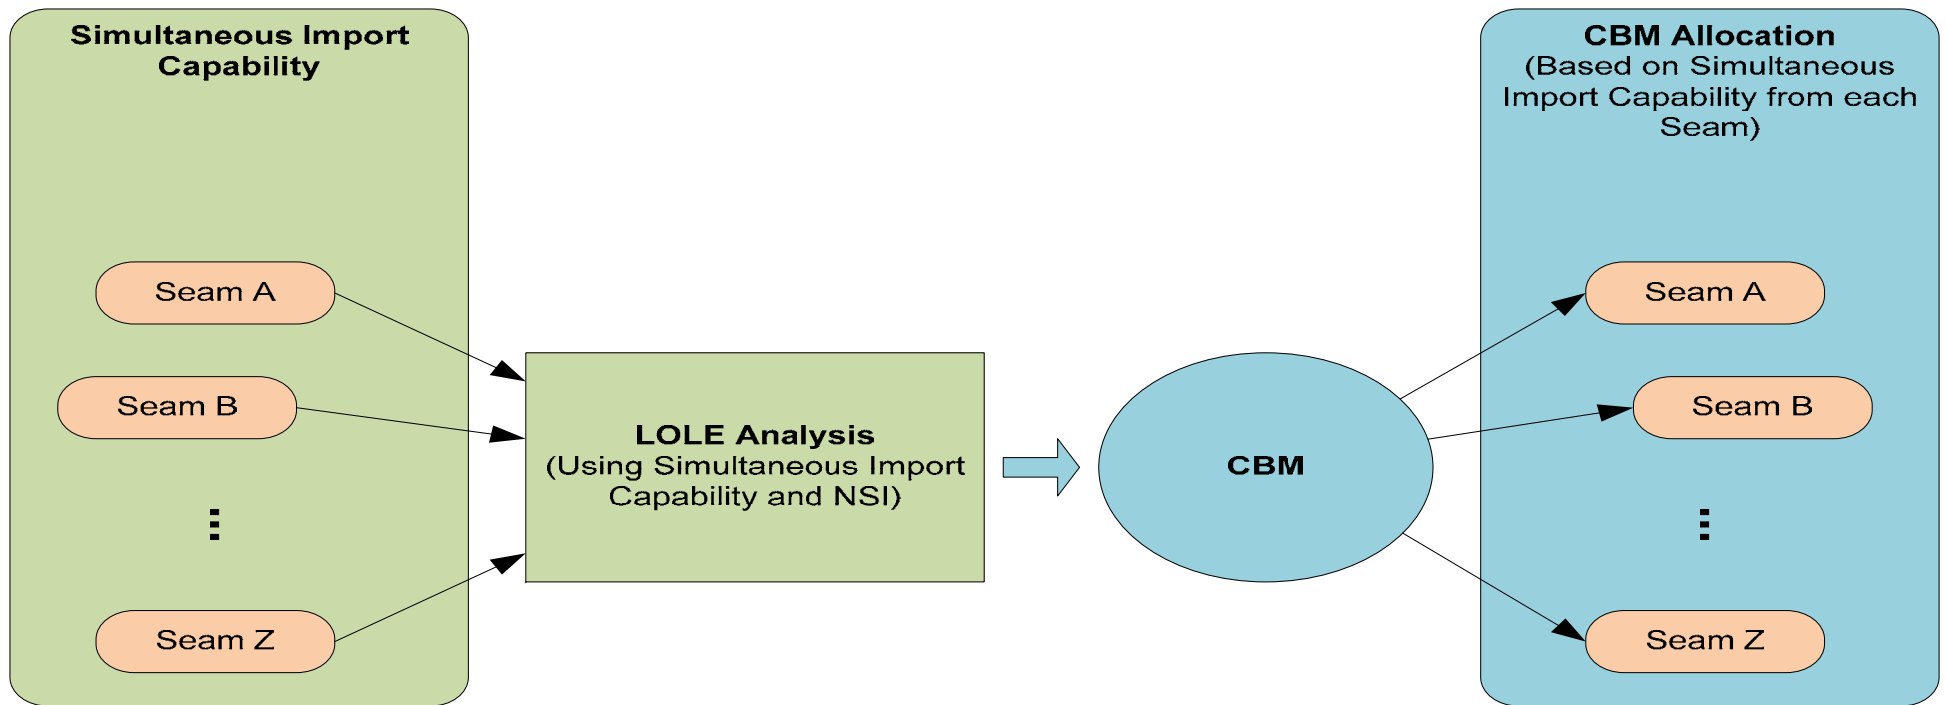 Simultaneous Import
Capability
Seam A
Seam B
Seam Z
LOLE Analysis
(Using Simultaneous Import
Capability and NSI)
CBM
CBM Allocation
(Based on Simultaneous
Import Capability from each
Seam)
Seam A
Seam B
Seam Z